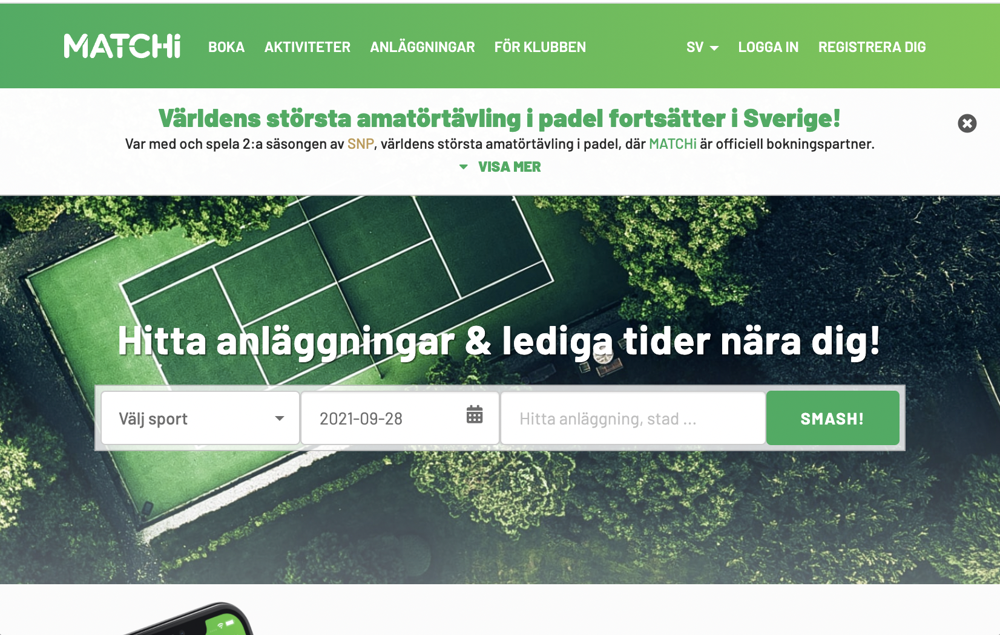 MATCHi BOKA AKTIVITETER ANLÄGGNINGAR FÖR KLUBBEN SV LOGGA IN REGISTRERA DIG
Världens största amatörtävling i padel fortsätter i Sverige!
Var med och spela 2:a säsongen av SNP, världens största amatörtävling i padel, där MATCHi är officiell bokningspartner.
VISA MER
Hitta anläggningar & lediga tider nära dig!
Välj sport 2021-09-28 Hitta anläggning, stad ... SMASH!